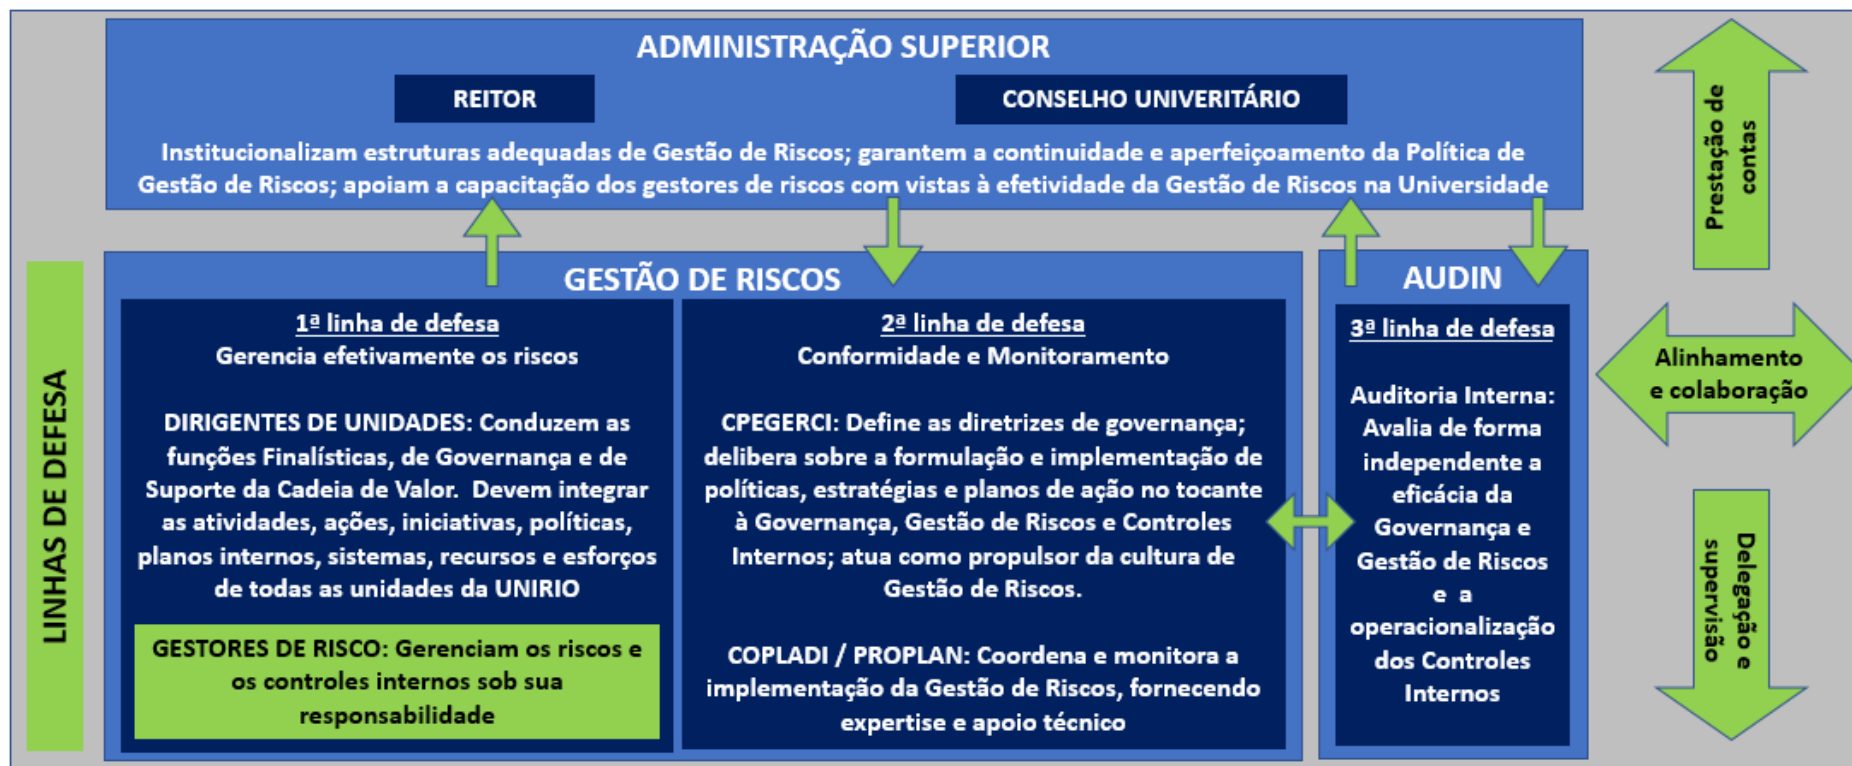 ADMINISTRAÇÃO SUPERIOR
REITOR
CONSELHO UNIVERITÁRIO
Institucionalizam estruturas adequadas de Gestão de Riscos; garantem a continuidade e aperfeiçoamento da Política de
Gestão de Riscos; apoiam a capacitação dos gestores de riscos com vistas à efetividade da Gestão de Riscos na Universidade
LINHAS DE DEFESA
GESTÃO DE RISCOS
1ª linha de defesa
Gerencia efetivamente os riscos
DIRIGENTES DE UNIDADES: Conduzem as
funções Finalísticas, de Governança e de
Suporte da Cadeia de Valor.  Devem integrar
as atividades, ações, iniciativas, políticas,
planos internos, sistemas, recursos e esforços
de todas as unidades da UNIRIO
GESTORES DE RISCO: Gerenciam os riscos e
os controles internos sob sua
responsabilidade
2ª linha de defesa
Conformidade e Monitoramento
CPEGERCI: Define as diretrizes de governança;
delibera sobre a formulação e implementação de
políticas, estratégias e planos de ação no tocante
à Governança, Gestão de Riscos e Controles
Internos; atua como propulsor da cultura de
Gestão de Riscos.
COPLADI / PROPLAN: Coordena e monitora a
implementação da Gestão de Riscos, fornecendo
expertise e apoio técnico
AUDIN
3ª linha de defesa
Auditoria Interna:
Avalia de forma
independente a
eficácia da
Governança e
Gestão de Riscos
e a
operacionalização
dos Controles
Internos
Prestação de
contas
Alinhamento
e colaboração
Delegação e
supervisão